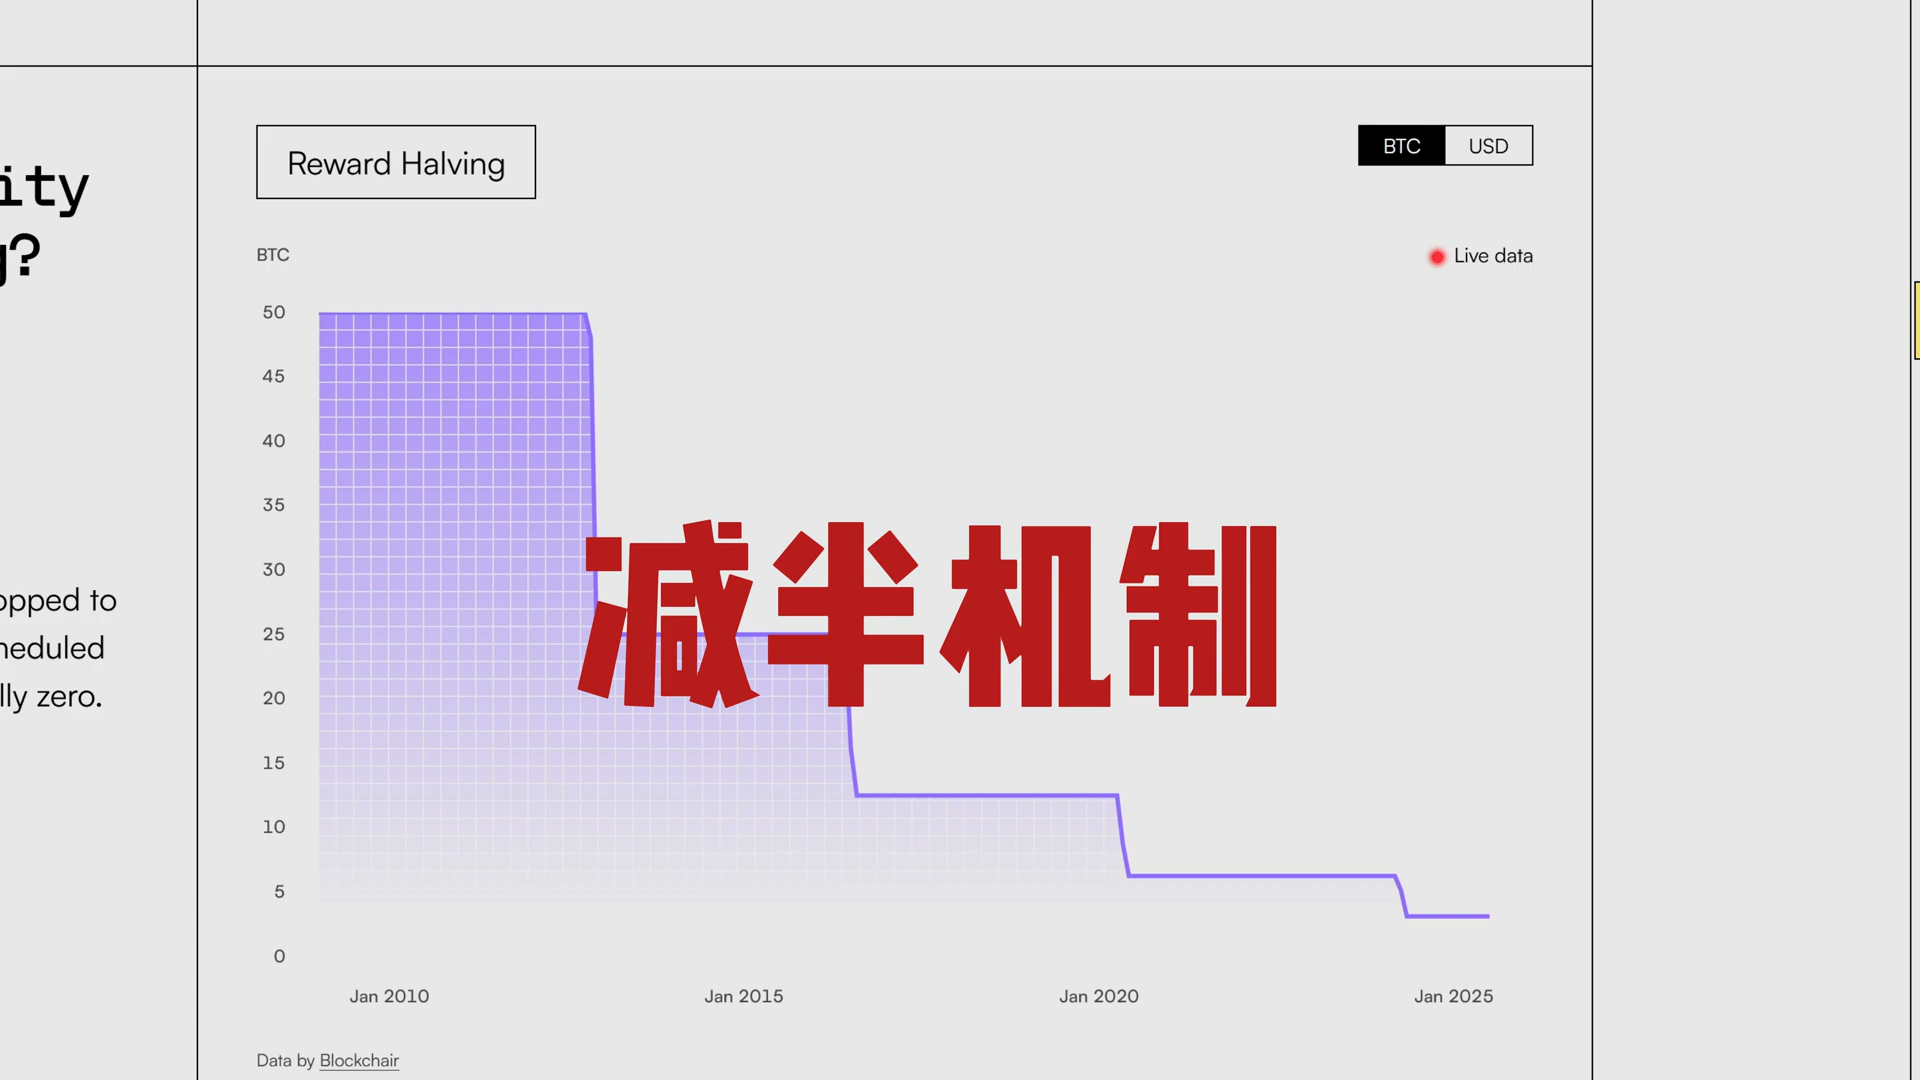 ity
g?
opped to
heduled
lly zero.
Reward Halving
BTC USD
BTC
Live data
50
45
40
35
30
25
20
15
10
5
0
减半机制
Jan 2010 Jan 2015 Jan 2020 Jan 2025
Data by Blockchair